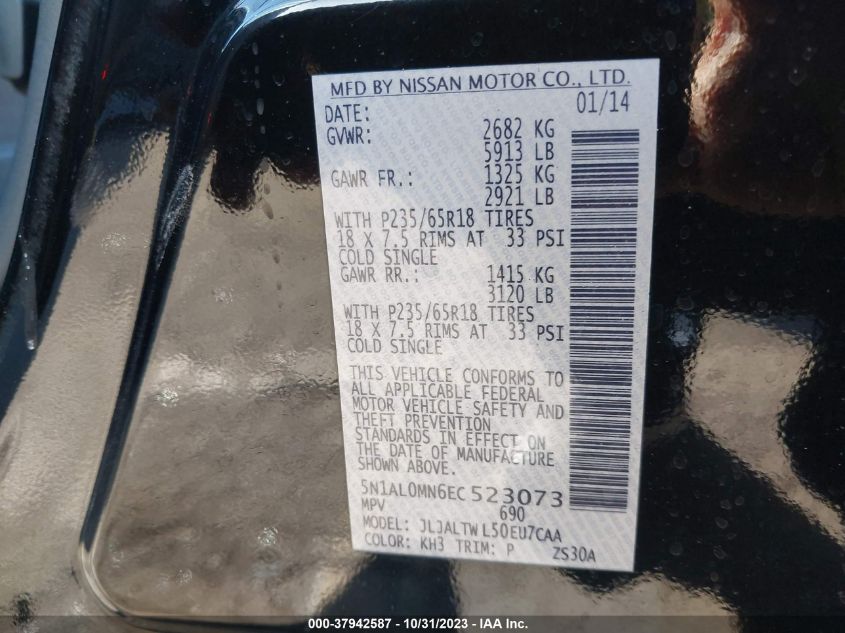 MFD BY NISSAN MOTOR CO., LTD.
DATE: 01/14
GVWR: 2682 KG
5913 LB
GAWR FR.: 1325 KG
2921 LB
WITH P235/65R18 TIRES
18 X 7.5 RIMS AT 33 PSI
COLD SINGLE
GAWR RR.: 1415 KG
3120 LB
WITH P235/65R18 TIRES
18 X 7.5 RIMS AT 33 PSI
COLD SINGLE
THIS VEHICLE CONFORMS TO
ALL APPLICABLE FEDERAL
MOTOR VEHICLE SAFETY AND
THEFT PREVENTION
STANDARDS IN EFFECT ON
THE DATE OF MANUFACTURE
SHOWN ABOVE.
5N1AL0MN6EC 523073
MPV 690
MODEL: JLJALTW L50EU7CAA
COLOR: KH3 TRIM: P ZS30A
000-37942587 - 10/31/2023 - IAA Inc.